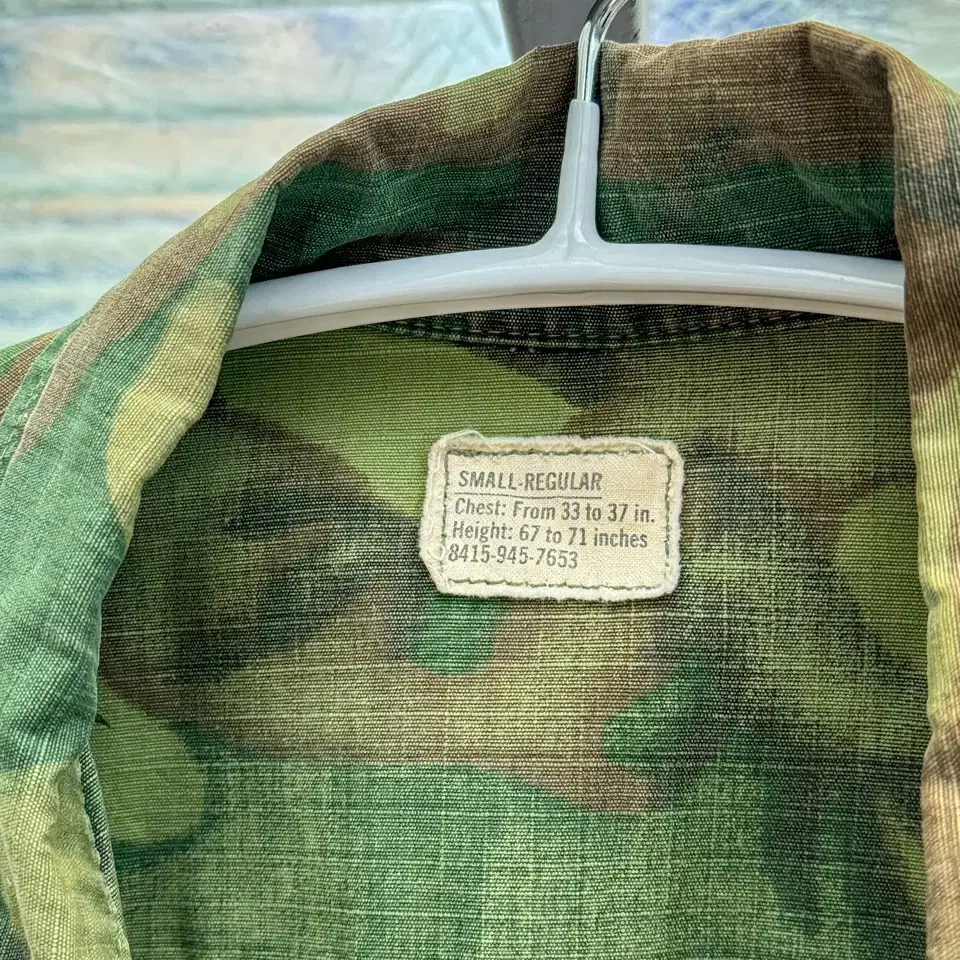 SMALL-REGULAR
Chest: From 33 to 37 in.
Height: 67 to 71 inches
8415-945-7653